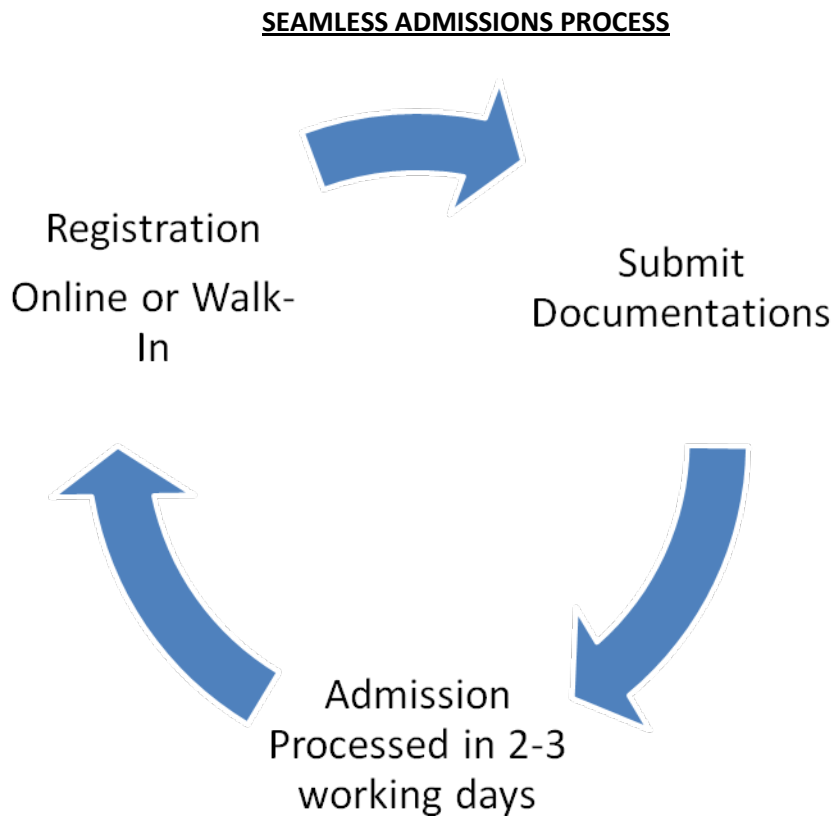 SEAMLESS ADMISSIONS PROCESS
Registration
Online or Walk-
In
Submit
Documentations
Admission
Processed in 2-3
working days